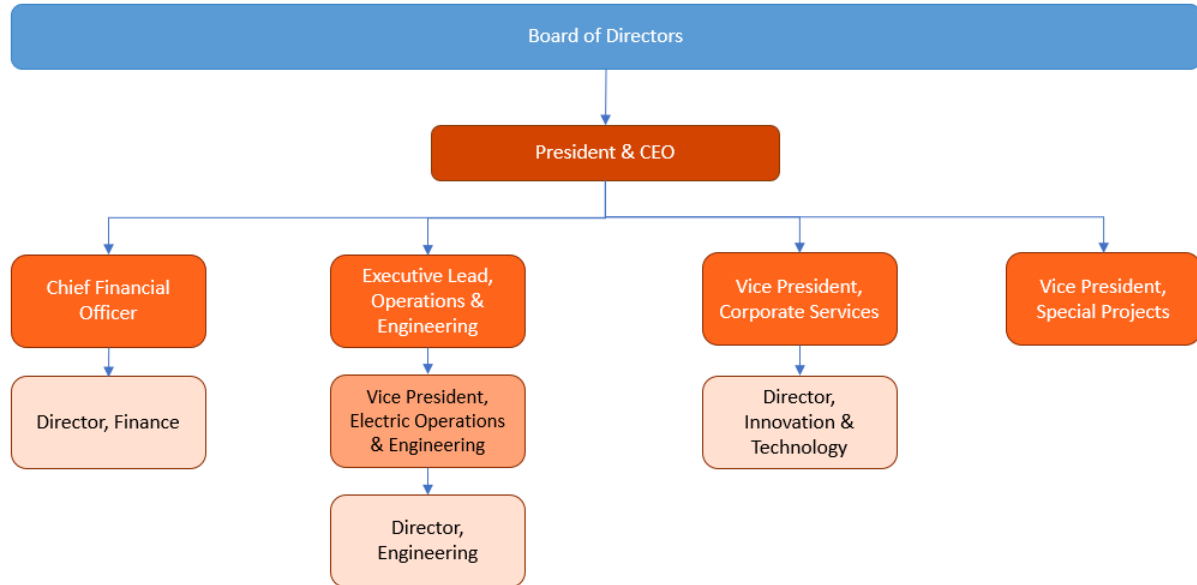 Board of Directors
President & CEO
Chief Financial
Officer
Executive Lead,
Operations &
Engineering
Vice President,
Corporate Services
Vice President,
Special Projects
Director, Finance
Vice President,
Electric Operations
& Engineering
Director,
Innovation &
Technology
Director,
Engineering